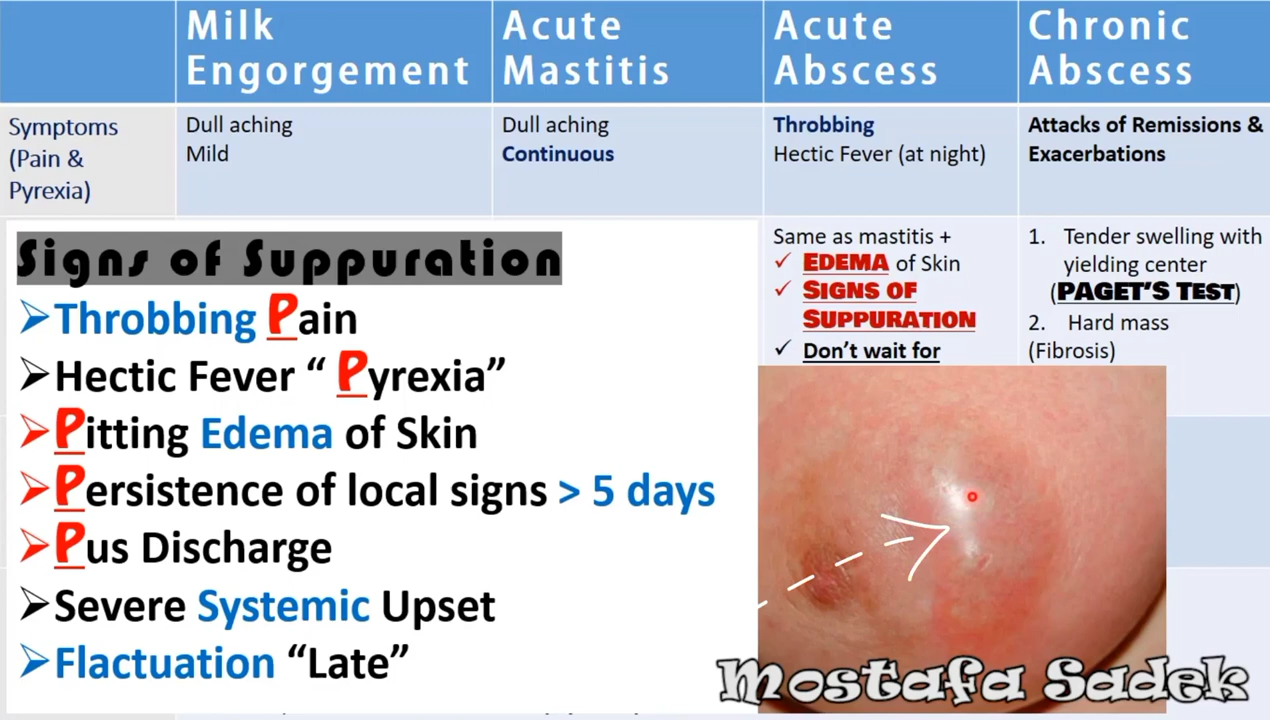 Milk
Engorgement
Acute
Mastitis
Acute
Abscess
Chronic
Abscess
Symptoms
(Pain &
Pyrexia)
Dull aching
Mild
Dull aching
Continuous
Throbbing
Hectic Fever (at night)
Attacks of Remissions &
Exacerbations
Signs of Suppuration
Throbbing Pain
Hectic Fever “ Pyrexia”
Pitting Edema of Skin
Persistence of local signs > 5 days
Pus Discharge
Severe Systemic Upset
Flactuation “Late”
Same as mastitis +
✓ EDEMA of Skin
✓ SIGNS OF
SUPPURATION
✓ Don’t wait for
1. Tender swelling with
yielding center
(PAGET’S TEST)
2. Hard mass
(Fibrosis)
Mostafa Sadek